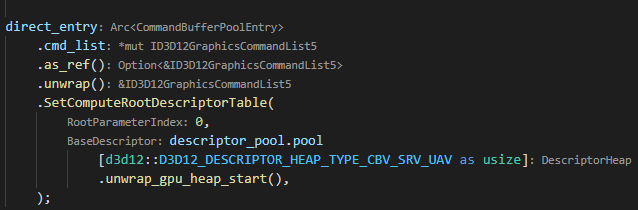 direct_entry: Arc<CommandBufferPoolEntry>
.cmd_list: *mut ID3D12GraphicsCommandList5
.as_ref(): Option<&ID3D12GraphicsCommandList5>
.unwrap(): &ID3D12GraphicsCommandList5
.SetComputeRootDescriptorTable(
RootParameterIndex: 0,
BaseDescriptor: descriptor_pool.pool
[d3d12::D3D12_DESCRIPTOR_HEAP_TYPE_CBV_SRV_UAV as usize]: DescriptorHeap
.unwrap_gpu_heap_start(),
);